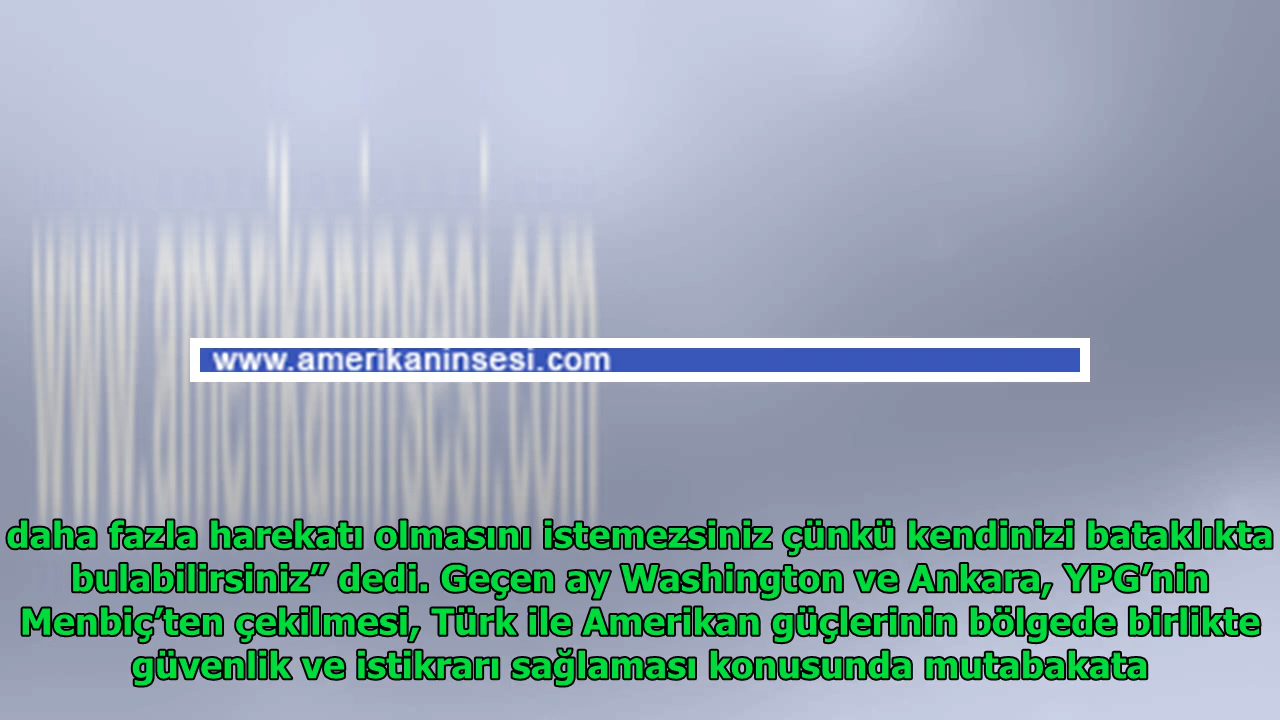 www.amerikaninsesi.com
daha fazla harekatı olmasını istemezsiniz çünkü kendinizi bataklıkta
bulabilirsiniz” dedi. Geçen ay Washington ve Ankara, YPG’nin
Menbiç’ten çekilmesi, Türk ile Amerikan güçlerinin bölgede birlikte
güvenlik ve istikrarı sağlaması konusunda mutabakata